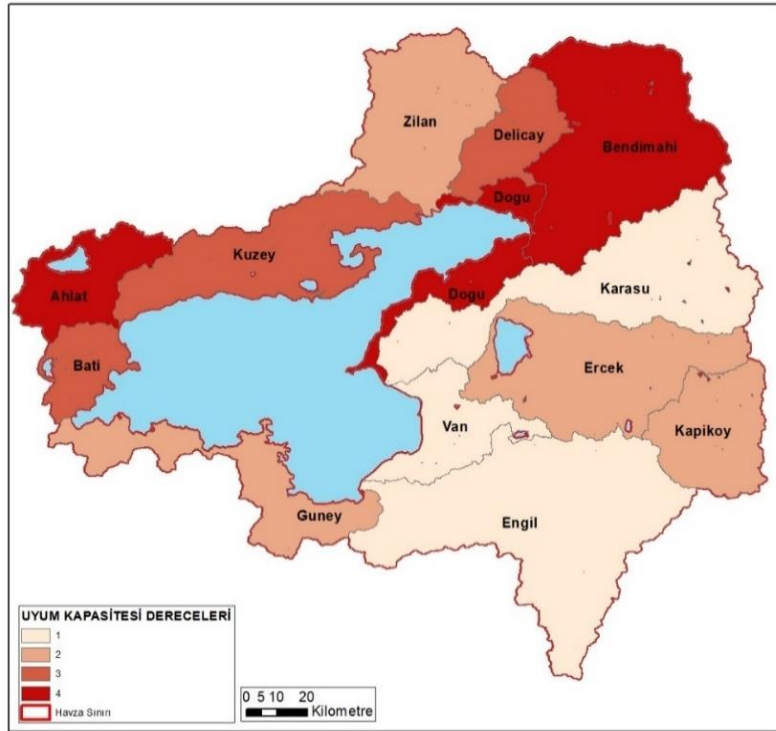 Zilan
Delicay
Bendimahi
Dogu
Kuzey
Ahlat
Dogu
Karasu
Bati
Ercek
Van
Kapikoy
Guney
Engil
UYUM KAPASİTESİ DERECELERİ
1
2
3
4
Havza Sınırı
0 5 10 20
Kilometre